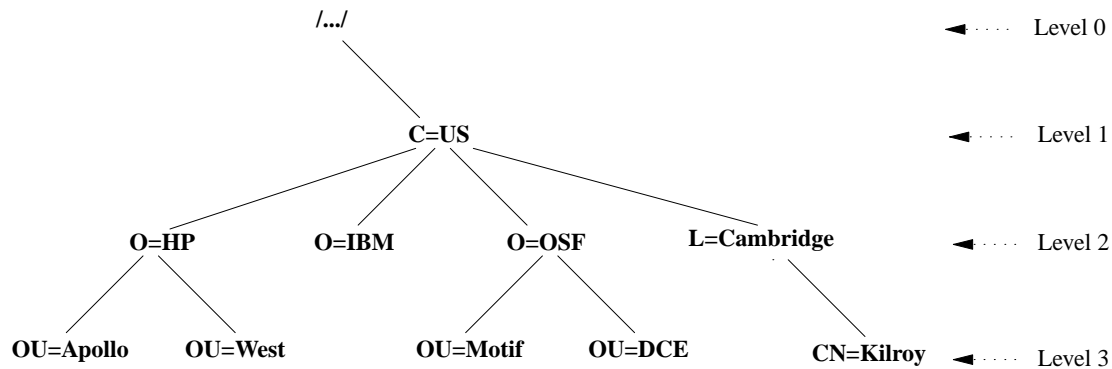 /.../ Level 0
C=US Level 1
O=HP O=IBM O=OSF L=Cambridge Level 2
OU=Apollo OU=West OU=Motif OU=DCE CN=Kilroy Level 3